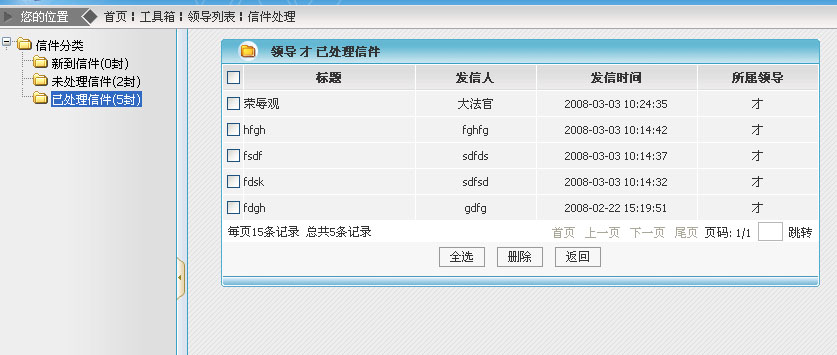 您的位置 首页 工具箱 领导列表 信件处理
信件分类
新到信件(0封)
未处理信件(2封)
已处理信件(5封)
领导 才 已处理信件
标题 发信人 发信时间 所属领导
荣辱观 大法官 2008-03-03 10:24:35 才
hfgh fghfg 2008-03-03 10:14:42 才
fsdf sdfds 2008-03-03 10:14:37 才
fdsk sdfsd 2008-03-03 10:14:32 才
fdgh gdfg 2008-02-22 15:19:51 才
每页15条记录 总共5条记录 首页 上一页 下一页 尾页 页码: 1/1 跳转
全选 删除 返回